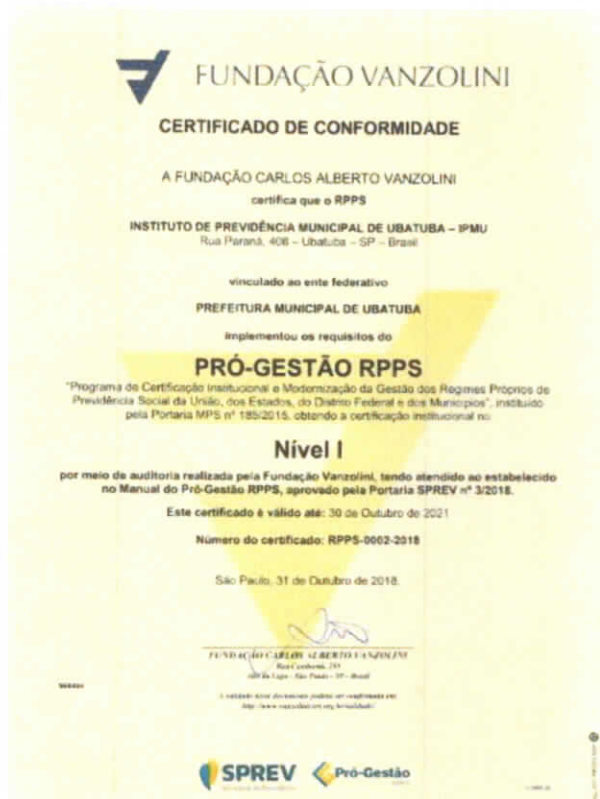 FUNDAÇÃO VANZOLINI
CERTIFICADO DE CONFORMIDADE
A FUNDAÇÃO CARLOS ALBERTO VANZOLINI
certifica que o RPPS
INSTITUTO DE PREVIDÊNCIA MUNICIPAL DE UBATUBA – IPMU
Rua Paraná, 408 – Ubatuba – SP – Brasil
vinculado ao ente federativo
PREFEITURA MUNICIPAL DE UBATUBA
implementou os requisitos do
PRÓ-GESTÃO RPPS
"Programa de Certificação Institucional e Modernização da Gestão dos Regimes Próprios de
Previdência Social da União, dos Estados, do Distrito Federal e dos Municípios", instituído
pela Portaria MPS nº 185/2015, obtendo a certificação institucional no
Nível I
por meio de auditoria realizada pela Fundação Vanzolini, tendo atendido ao estabelecido
no Manual do Pró-Gestão RPPS, aprovado pela Portaria SPREV nº 3/2018.
Este certificado é válido até: 30 de Outubro de 2021
Número do certificado: RPPS-0002-2018
São Paulo, 31 de Outubro de 2018.
FUNDAÇÃO CARLOS ALBERTO VANZOLINI
São Paulo - SP - Brasil
SPREV
Pró-Gestão